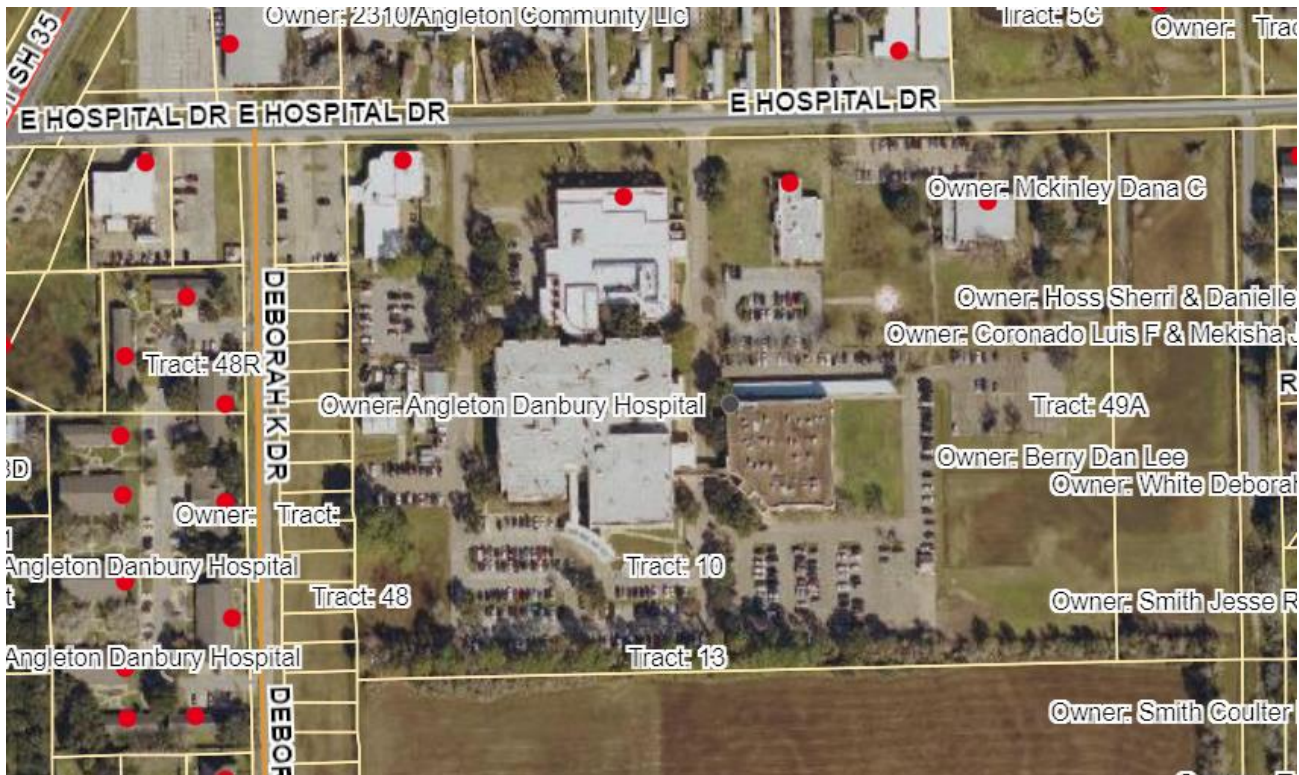 Owner: 2310 Angleton Community Llc
Tract: 5C
Owner:
SH 35
E HOSPITAL DR
E HOSPITAL DR
E HOSPITAL DR
Owner: Mckinley Dana C
DEBORAH K DR
Owner: Hoss Sherri & Danielle
Owner: Coronado Luis F & Mekisha J
Tract: 48R
Owner: Angleton Danbury Hospital
Tract: 49A
R
Owner: Berry Dan Lee
3D
Owner: White Deborah
Owner: Tract:
Angleton Danbury Hospital
Tract: 10
Tract: 48
Owner: Smith Jesse R
Angleton Danbury Hospital
Tract: 13
Owner: Smith Coulter